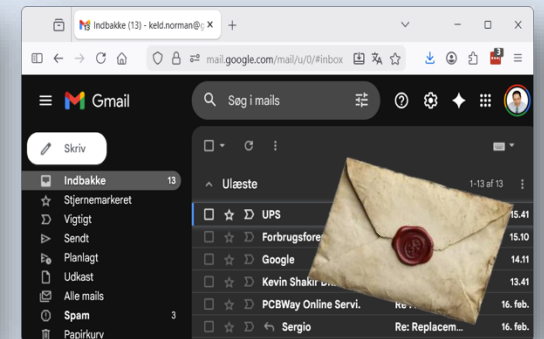 Indbakke (13) - keld.norman@g
mail.google.com/mail/u/0/#inbox
Gmail
Søg i mails
Skriv
Indbakke 13
Stjernemarkeret
Vigtigt
Sendt
Planlagt
Udkast
Alle mails
Spam 3
Papirkurv
Ulæste 1-13 af 13
UPS 15.41
Forbrugsfore 15.10
Google 14.11
Kevin Shakir 13.41
PCBWay Online Servi. 16. feb.
Sergio Re: Replacem... 16. feb.